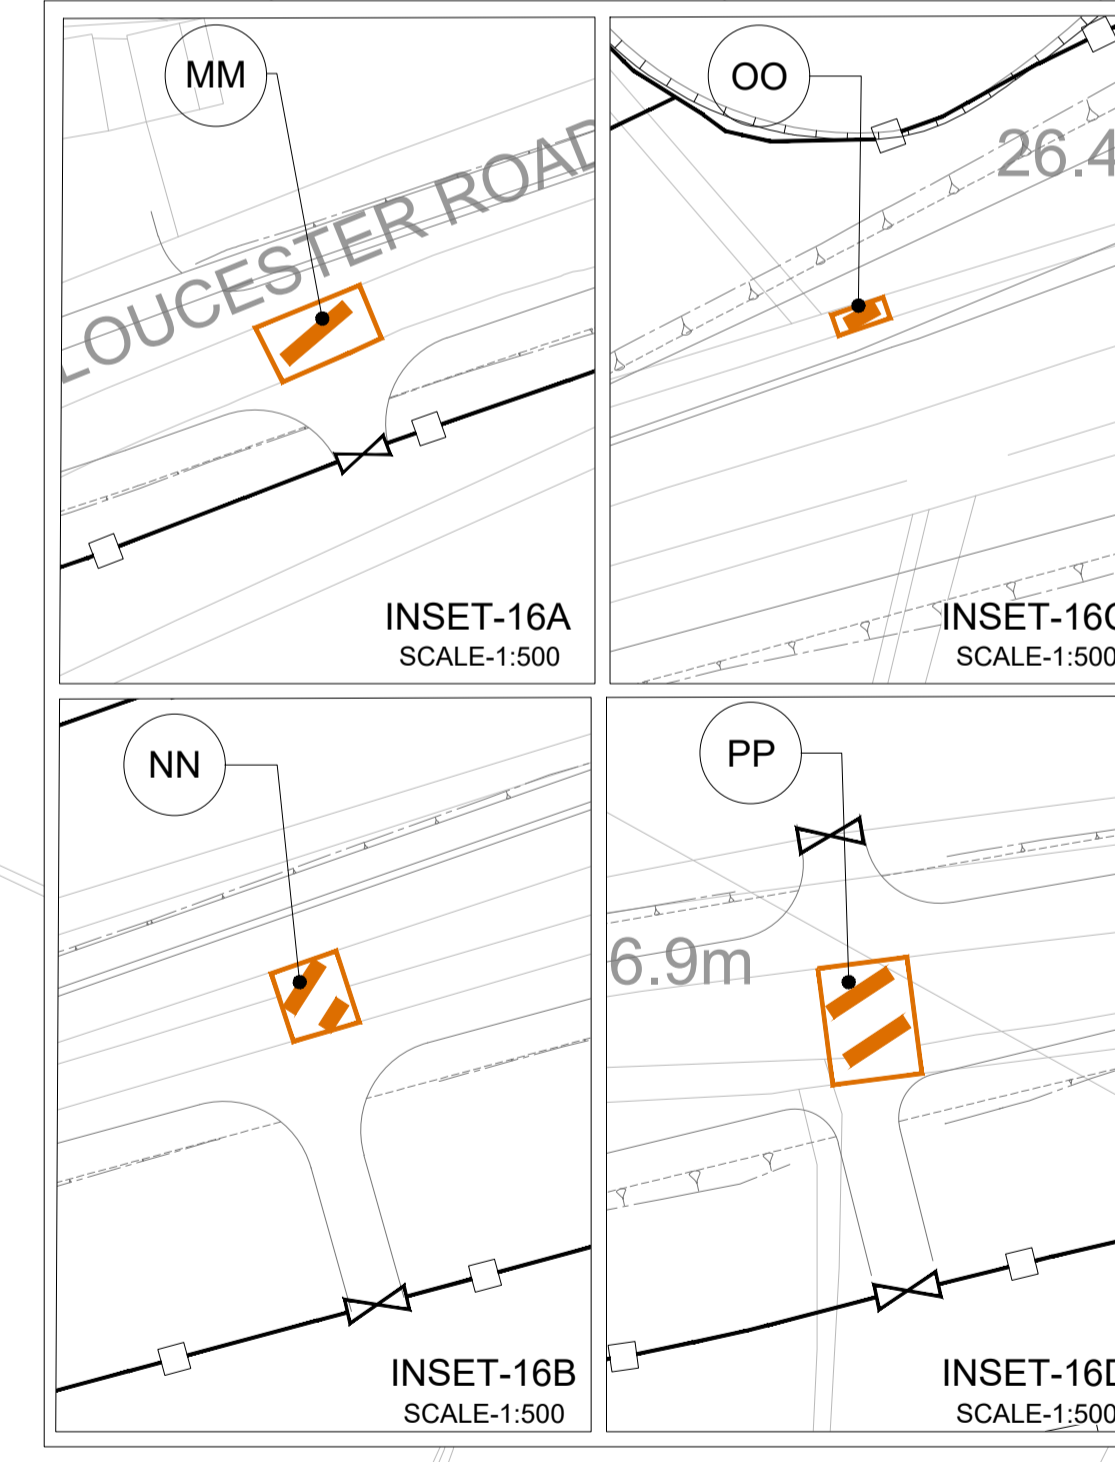 MM
LOUCESTER ROAD
INSET-16A
SCALE-1:500
OO
26.4
INSET-16C
SCALE-1:500
NN
INSET-16B
SCALE-1:500
PP
6.9m
INSET-16D
SCALE-1:500